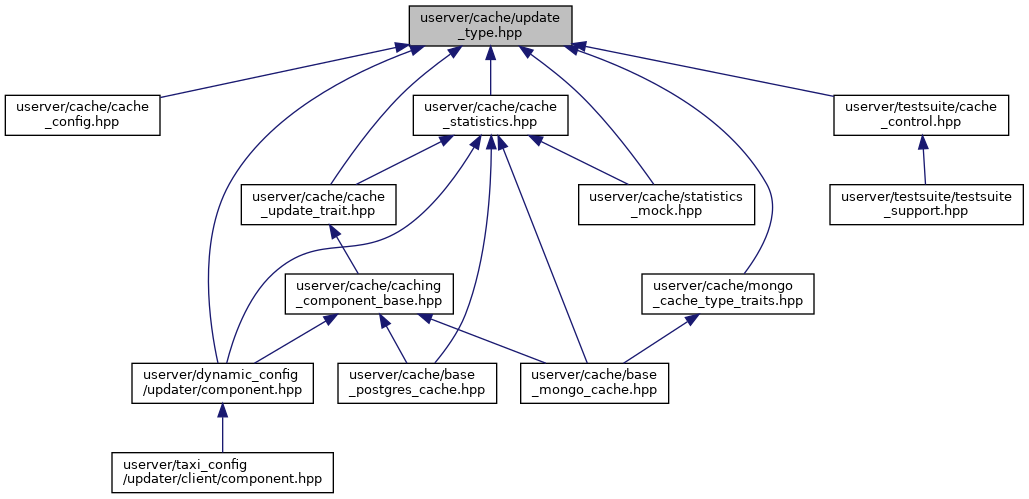 userver/cache/update
_type.hpp
userver/cache/cache
_config.hpp
userver/cache/cache
_statistics.hpp
userver/testsuite/cache
_control.hpp
userver/cache/cache
_update_trait.hpp
userver/cache/statistics
_mock.hpp
userver/testsuite/testsuite
_support.hpp
userver/cache/caching
_component_base.hpp
userver/cache/mongo
_cache_type_traits.hpp
userver/dynamic_config
/updater/component.hpp
userver/cache/base
_postgres_cache.hpp
userver/cache/base
_mongo_cache.hpp
userver/taxi_config
/updater/client/component.hpp